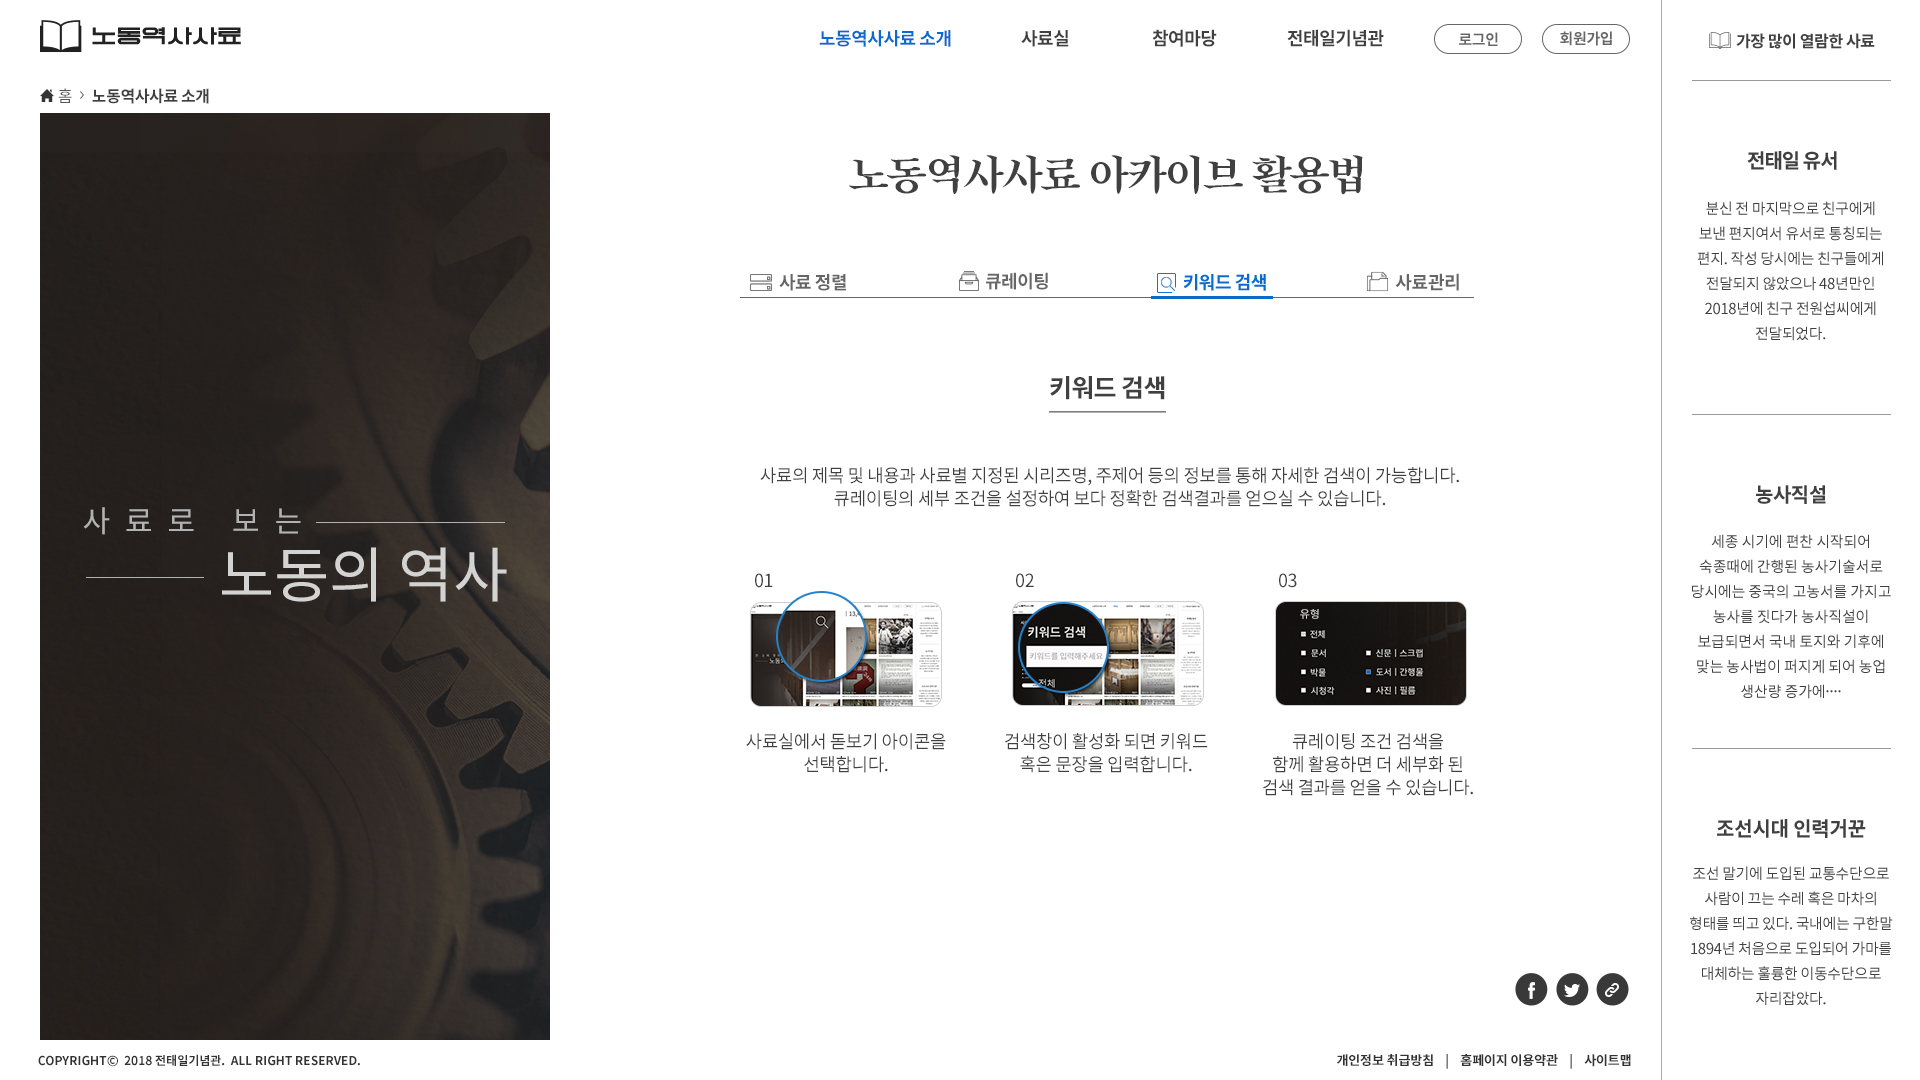 노동역사사료
노동역사사료 소개
사료실
참여마당
전태일기념관
로그인
회원가입
홈 > 노동역사사료 소개
사료로 보는
노동의 역사
노동역사사료 아카이브 활용법
사료 정렬
큐레이팅
키워드 검색
사료관리
키워드 검색
사료의 제목 및 내용과 사료별 지정된 시리즈명, 주제어 등의 정보를 통해 자세한 검색이 가능합니다.
큐레이팅의 세부 조건을 설정하여 보다 정확한 검색결과를 얻으실 수 있습니다.
01
사료실에서 돋보기 아이콘을
선택합니다.
02
키워드 검색
키워드를 입력해주세요
전체
검색창이 활성화 되면 키워드
혹은 문장을 입력합니다.
03
유형
전체
문서
신문 | 스크랩
박물
도서 | 간행물
시청각
사진 | 필름
큐레이팅 조건 검색을
함께 활용하면 더 세부화 된
검색 결과를 얻을 수 있습니다.
가장 많이 열람한 사료
전태일 유서
분신 전 마지막으로 친구에게
보낸 편지여서 유서로 통칭되는
편지. 작성 당시에는 친구들에게
전달되지 않았으나 48년만인
2018년에 친구 전원섭씨에게
전달되었다.
농사직설
세종 시기에 편찬 시작되어
숙종때에 간행된 농사기술서로
당시에는 중국의 고농서를 가지고
농사를 짓다가 농사직설이
보급되면서 국내 토지와 기후에
맞는 농사법이 퍼지게 되어 농업
생산량 증가에····
조선시대 인력거꾼
조선 말기에 도입된 교통수단으로
사람이 끄는 수레 혹은 마차의
형태를 띄고 있다. 국내에는 구한말
1894년 처음으로 도입되어 가마를
대체하는 훌륭한 이동수단으로
자리잡았다.
COPYRIGHT© 2018 전태일기념관. ALL RIGHT RESERVED.
개인정보 취급방침 | 홈페이지 이용약관 | 사이트맵